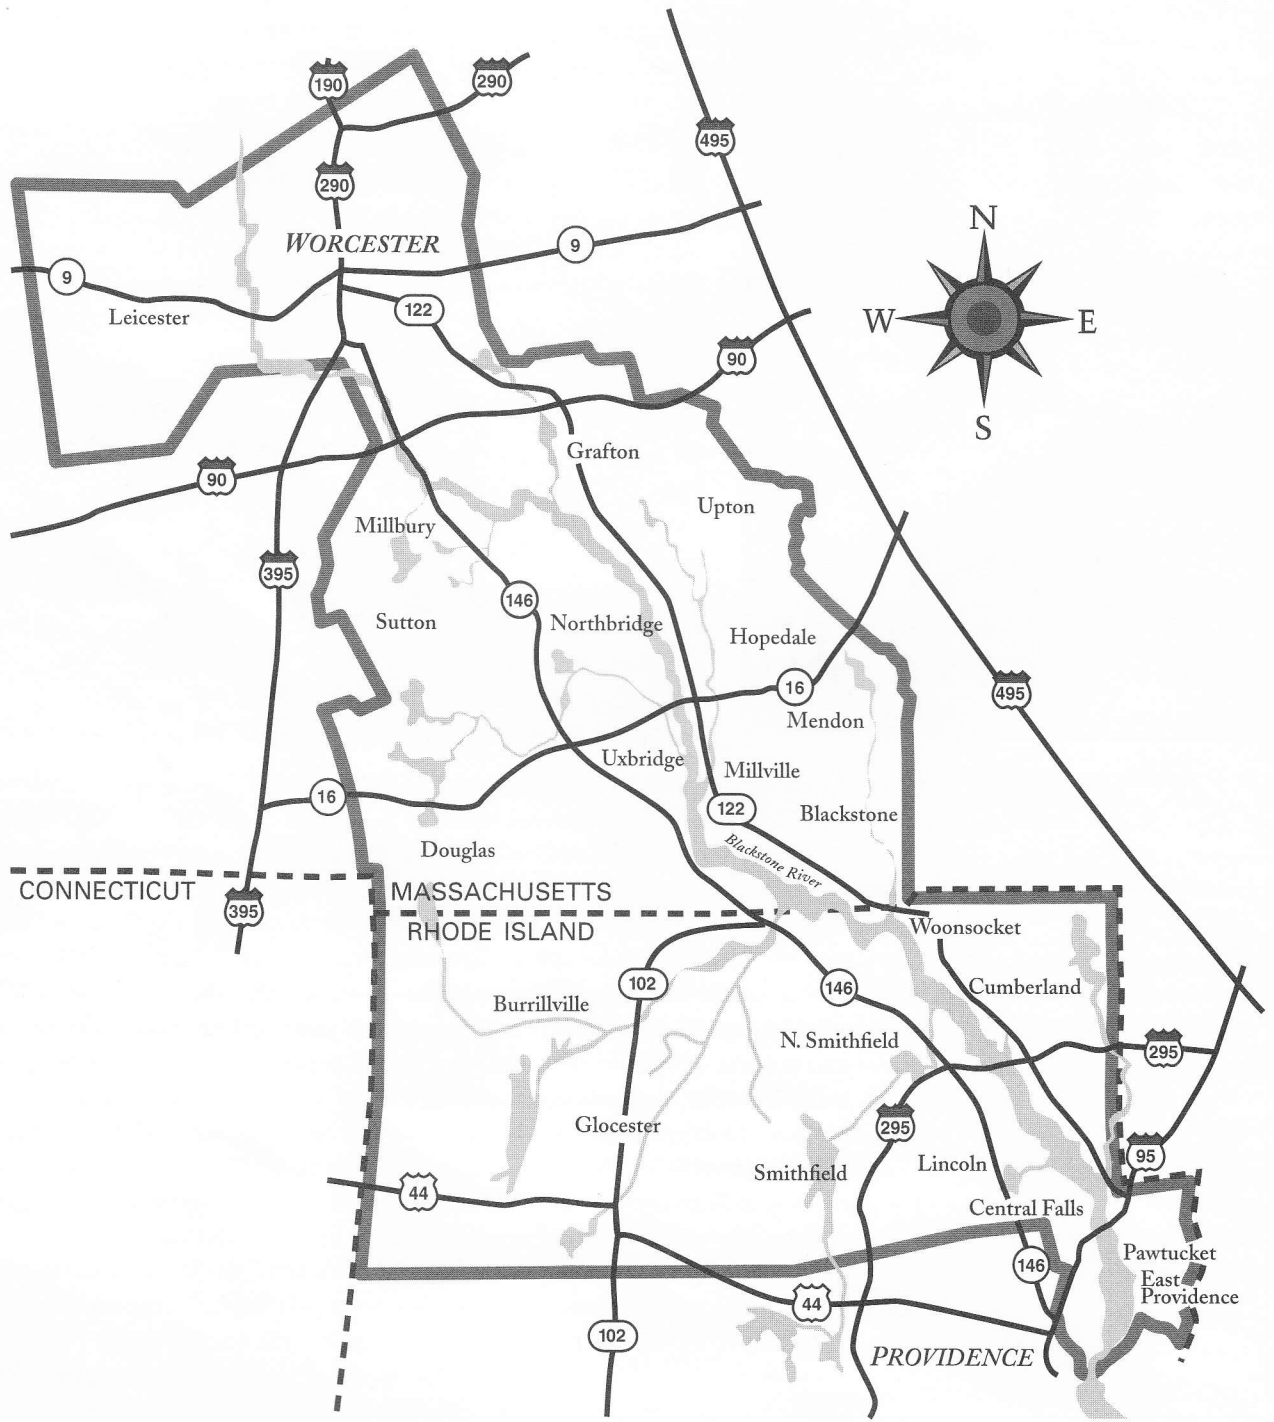 190
290
495
290
N
WORCESTER
9
9
122
W
E
Leicester
90
S
Grafton
90
Upton
Millbury
395
146
Sutton
Northbridge
Hopedale
16
495
Mendon
Uxbridge
Millville
16
122
Blackstone
Blackstone River
Douglas
CONNECTICUT
MASSACHUSETTS
395
RHODE ISLAND
Woonsocket
102
146
Cumberland
Burrillville
N. Smithfield
295
Glocester
295
95
Smithfield
Lincoln
44
Central Falls
Pawtucket
146
East
Providence
44
102
PROVIDENCE